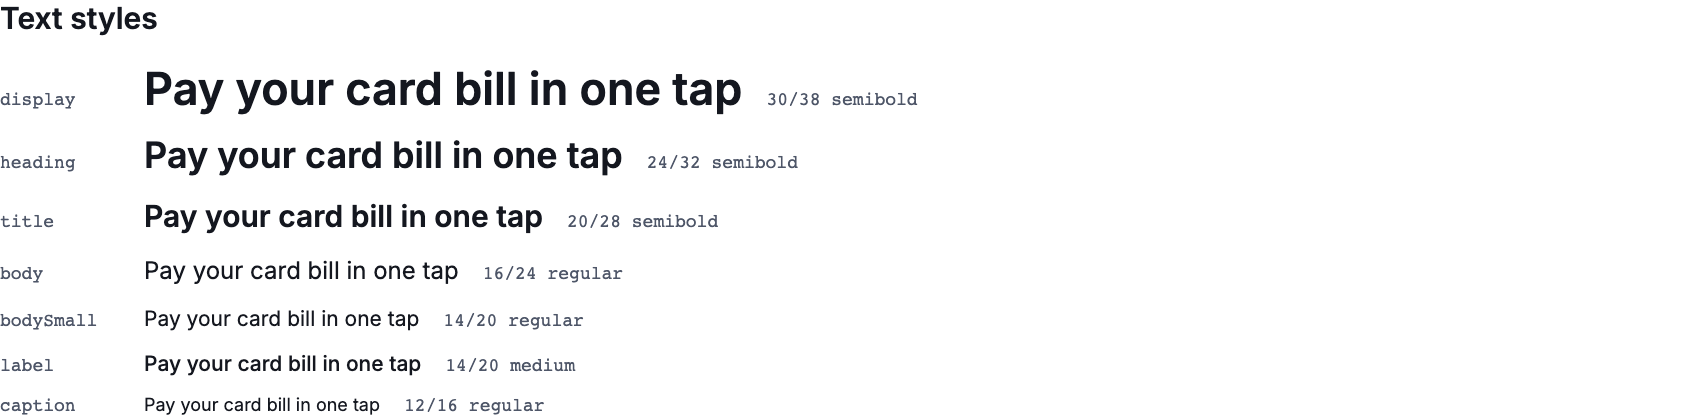 Text styles
display Pay your card bill in one tap 30/38 semibold
heading Pay your card bill in one tap 24/32 semibold
title Pay your card bill in one tap 20/28 semibold
body Pay your card bill in one tap 16/24 regular
bodySmall Pay your card bill in one tap 14/20 regular
label Pay your card bill in one tap 14/20 medium
caption Pay your card bill in one tap 12/16 regular